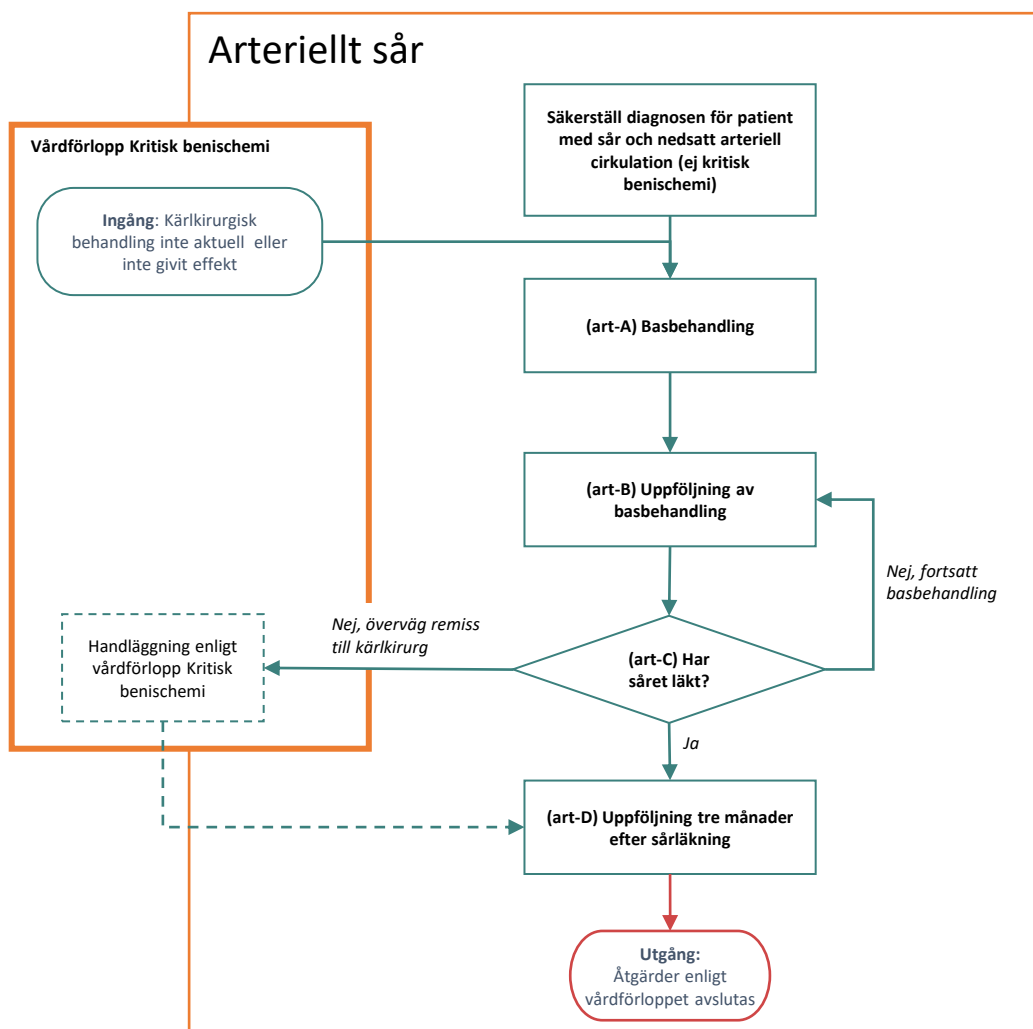 Arteriellt sår
Vårdförlopp Kritisk benischemi
Säkerställ diagnosen för patient
med sår och nedsatt arteriell
cirkulation (ej kritisk
benischemi)
Ingång: Kärlkirurgisk
behandling inte aktuell eller
inte givit effekt
(art-A) Basbehandling
(art-B) Uppföljning av
basbehandling
Nej, fortsatt
basbehandling
Nej, överväg remiss
till kärlkirurg
Handläggning enligt
vårdförlopp Kritisk
benischemi
(art-C) Har
såret läkt?
Ja
(art-D) Uppföljning tre månader
efter sårläkning
Utgång:
Åtgärder enligt
vårdförloppet avslutas